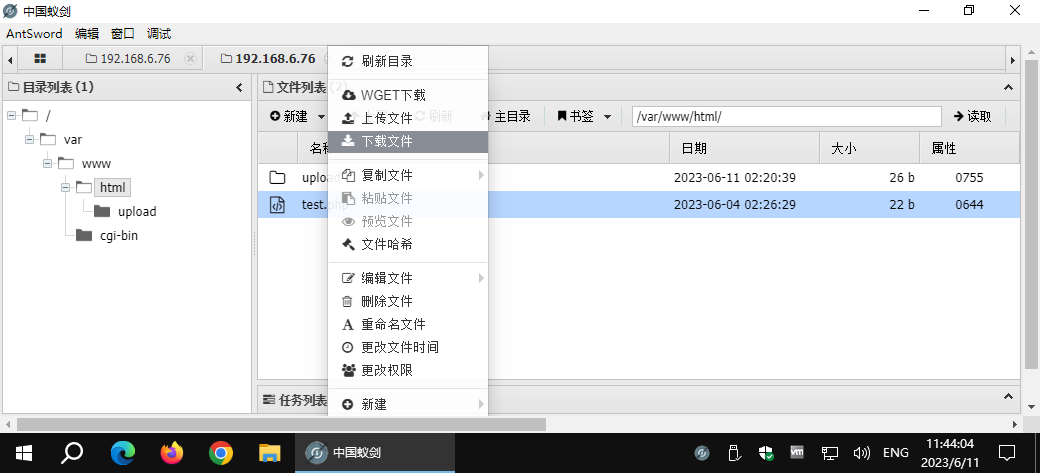 中国蚁剑
AntSword 编辑 窗口 调试
192.168.6.76
192.168.6.76
目录列表 (1)
/
var
www
html
upload
cgi-bin
文件列表 (2)
新建 刷新 主目录 书签 /var/www/html/ 读取
名称 日期 大小 属性
upload 2023-06-11 02:20:39 26 b 0755
test.php 2023-06-04 02:26:29 22 b 0644
刷新目录
WGET下载
上传文件
下载文件
复制文件
粘贴文件
预览文件
文件哈希
编辑文件
删除文件
重命名文件
更改文件时间
更改权限
新建
任务列表
中国蚁剑
vm
ENG
11:44:04
2023/6/11